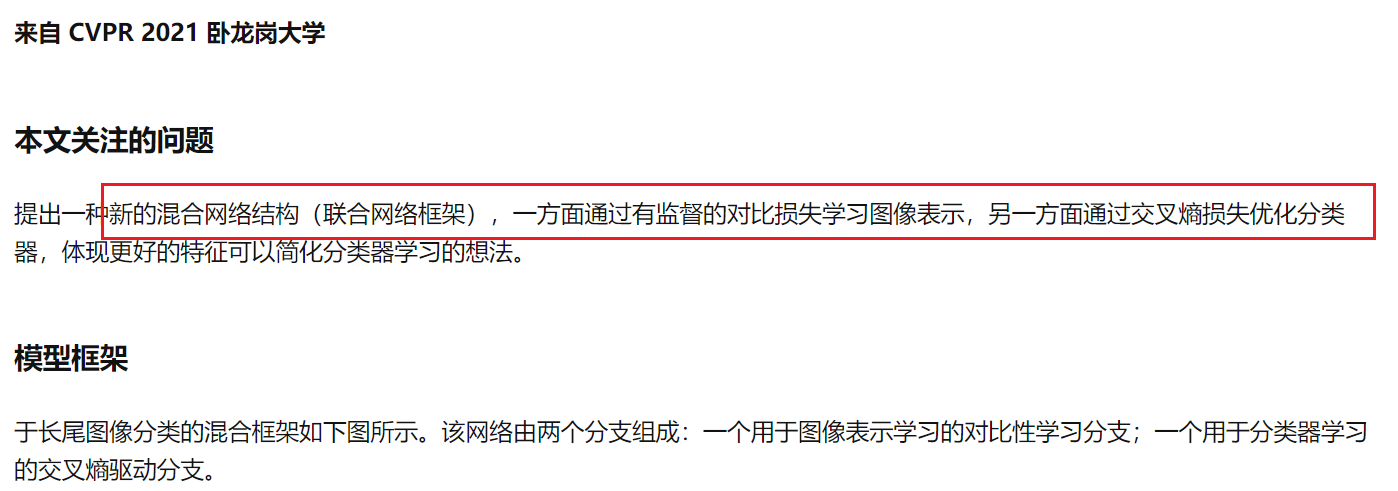 来自 CVPR 2021 卧龙岗大学
本文关注的问题
提出一种新的混合网络结构（联合网络框架），一方面通过有监督的对比损失学习图像表示，另一方面通过交叉熵损失优化分类
器，体现更好的特征可以简化分类器学习的想法。
模型框架
于长尾图像分类的混合框架如下图所示。该网络由两个分支组成：一个用于图像表示学习的对比性学习分支；一个用于分类器学习
的交叉熵驱动分支。